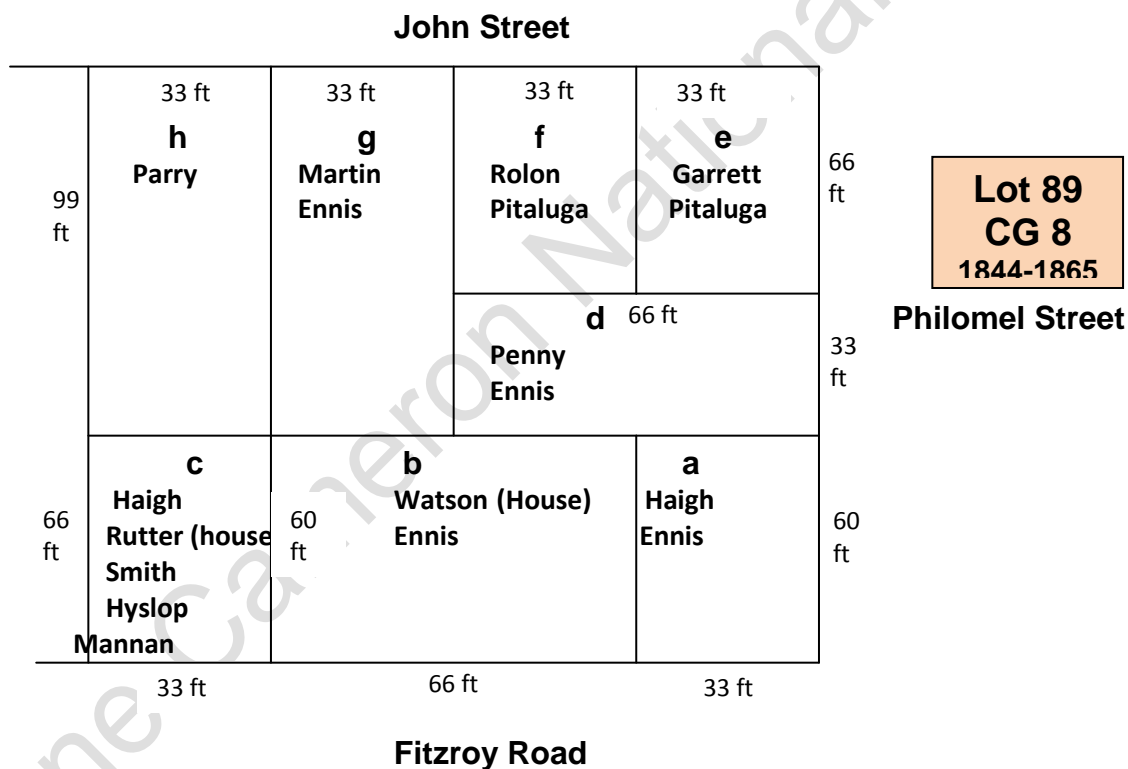 John Street
33 ft 33 ft 33 ft 33 ft
h g f e
Parry
Martin
Ennis
Rolon
Pitaluga
Garrett
Pitaluga
99
ft
66
ft
Lot 89
CG 8
1844-1865
Philomel Street
d 66 ft
Penny
Ennis
33
ft
c
Haigh
Rutter (house
Smith
Hyslop
Mannan
66
ft
b
60
ft
Watson (House)
Ennis
a
Haigh
Ennis
60
ft
33 ft 66 ft 33 ft
Fitzroy Road
ne Cameron Nationa